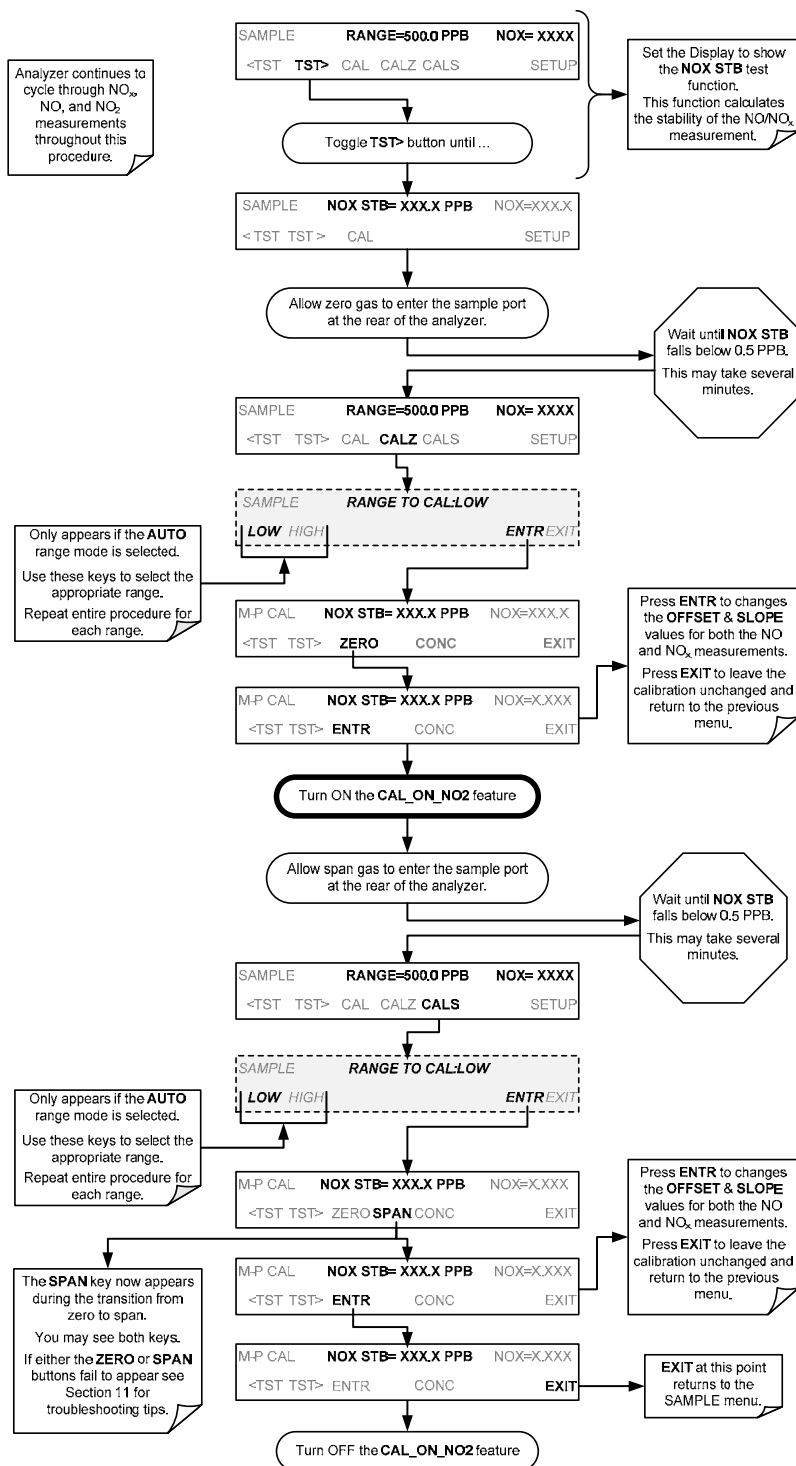 SAMPLE RANGE=500.0 PPB NOX= XXXX
<TST TST> CAL CALZ CALS SETUP
Analyzer continues to
cycle through NOx,
NO, and NO2
measurements
throughout this
procedure.
Set the Display to show
the NOX STB test
function.
This function calculates
the stability of the NO/NOx
measurement.
Toggle TST> button until ...
SAMPLE NOX STB= XXX.X PPB NOX=XXX.X
< TST TST > CAL SETUP
Allow zero gas to enter the sample port
at the rear of the analyzer.
Wait until NOX STB
falls below 0.5 PPB.
This may take several
minutes.
SAMPLE RANGE=500.0 PPB NOX= XXXX
<TST TST> CAL CALZ CALS SETUP
SAMPLE RANGE TO CAL:LOW
LOW HIGH ENTR EXIT
Only appears if the AUTO
range mode is selected.
Use these keys to select the
appropriate range.
Repeat entire procedure for
each range.
M-P CAL NOX STB= XXX.X PPB NOX=XXX.X
<TST TST> ZERO CONC EXIT
M-P CAL NOX STB= XXX.X PPB NOX=X.XXX
<TST TST> ENTR CONC EXIT
Press ENTR to changes
the OFFSET & SLOPE
values for both the NO
and NOx measurements.
Press EXIT to leave the
calibration unchanged and
return to the previous
menu.
Turn ON the CAL_ON_NO2 feature
Allow span gas to enter the sample port
at the rear of the analyzer.
Wait until NOX STB
falls below 0.5 PPB.
This may take several
minutes.
SAMPLE RANGE=500.0 PPB NOX= XXXX
<TST TST> CAL CALZ CALS SETUP
SAMPLE RANGE TO CAL:LOW
LOW HIGH ENTR EXIT
Only appears if the AUTO
range mode is selected.
Use these keys to select the
appropriate range.
Repeat entire procedure for
each range.
M-P CAL NOX STB= XXX.X PPB NOX=X.XXX
<TST TST> ZERO SPAN CONC EXIT
Press ENTR to changes
the OFFSET & SLOPE
values for both the NO
and NOx measurements.
Press EXIT to leave the
calibration unchanged and
return to the previous
menu.
The SPAN key now appears
during the transition from
zero to span.
You may see both keys.
If either the ZERO or SPAN
buttons fail to appear see
Section 11 for
troubleshooting tips.
M-P CAL NOX STB= XXX.X PPB NOX=X.XXX
<TST TST> ENTR CONC EXIT
M-P CAL NOX STB= XXX.X PPB NOX=X.XXX
<TST TST> ENTR CONC EXIT
EXIT at this point
returns to the
SAMPLE menu.
Turn OFF the CAL_ON_NO2 feature